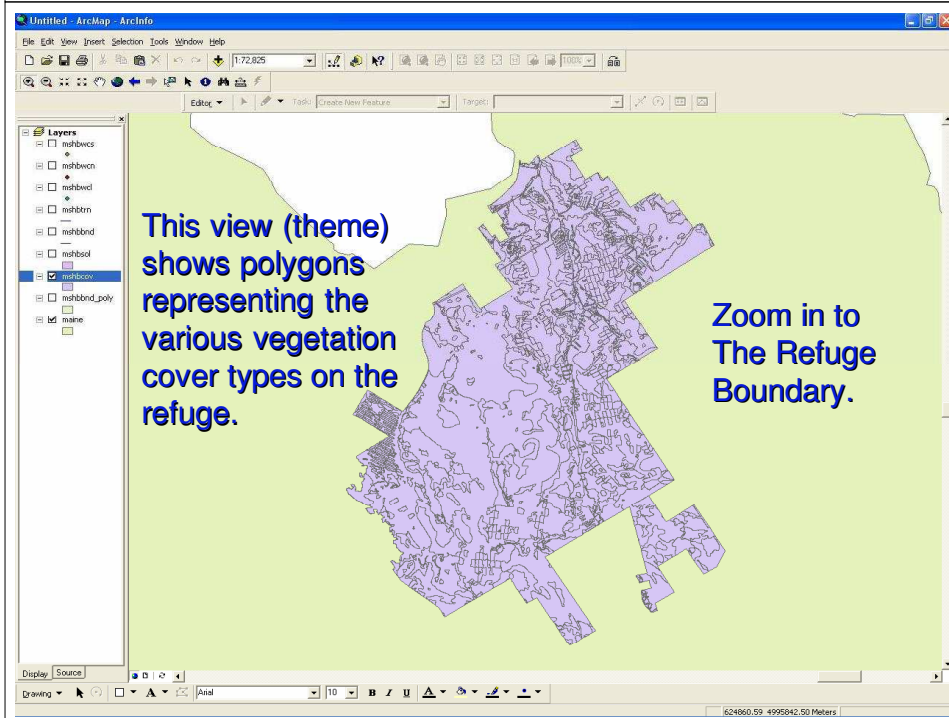 Untitled - ArcMap - ArcInfo
File Edit View Insert Selection Tools Window Help
1:72,825
100%
Editor Task: Create New Feature Target:
Layers
mshbwcs
mshbwcn
mshbwcl
mshbtrn
mshbbnd
mshbsol
mshbcov
mshbbnd_poly
maine
This view (theme)
shows polygons
representing the
various vegetation
cover types on the
refuge.
Zoom in to
The Refuge
Boundary.
Display Source
Drawing A Arial 10 B I U A
624860.59 4995842.50 Meters